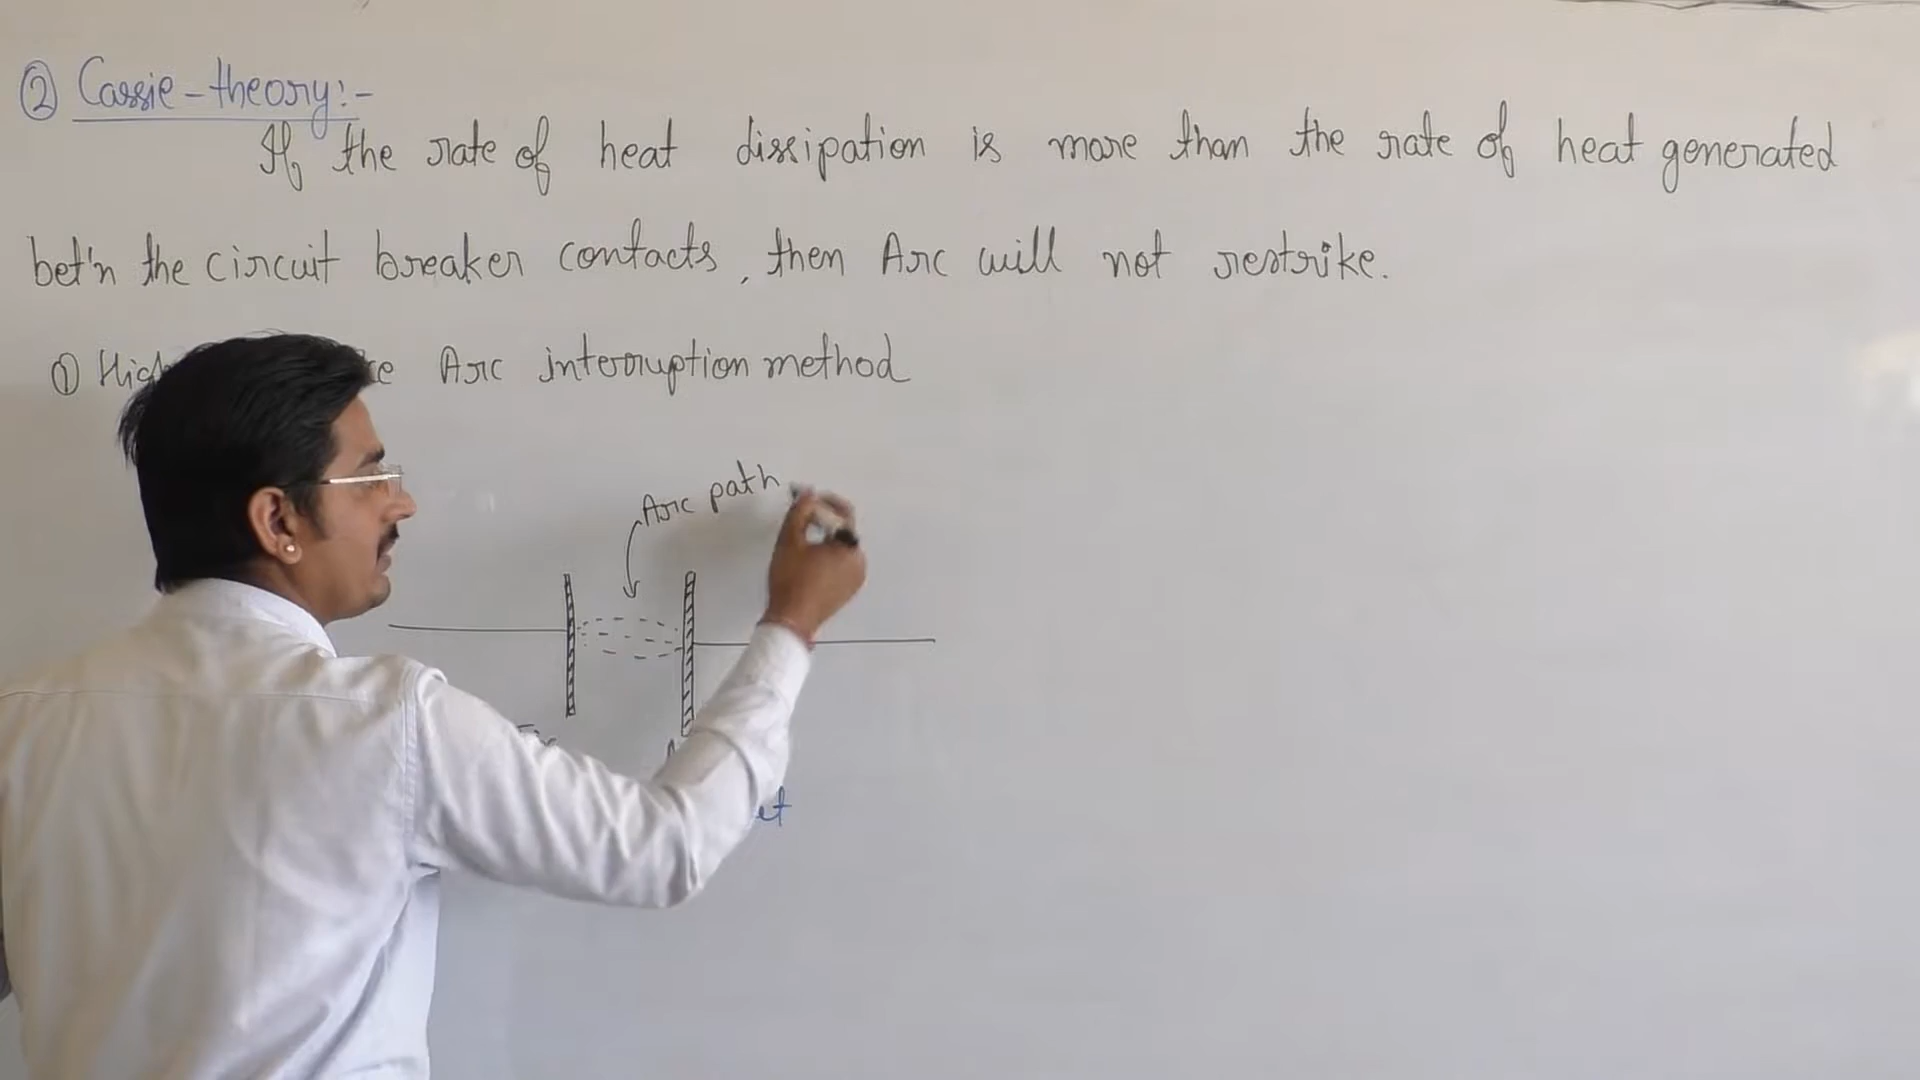 ② Cassie-theory:-
If the rate of heat dissipation is more than the rate of heat generated
bet'n the circuit breaker contacts, then Arc will not restrike.
① Arc interruption method
Arc path